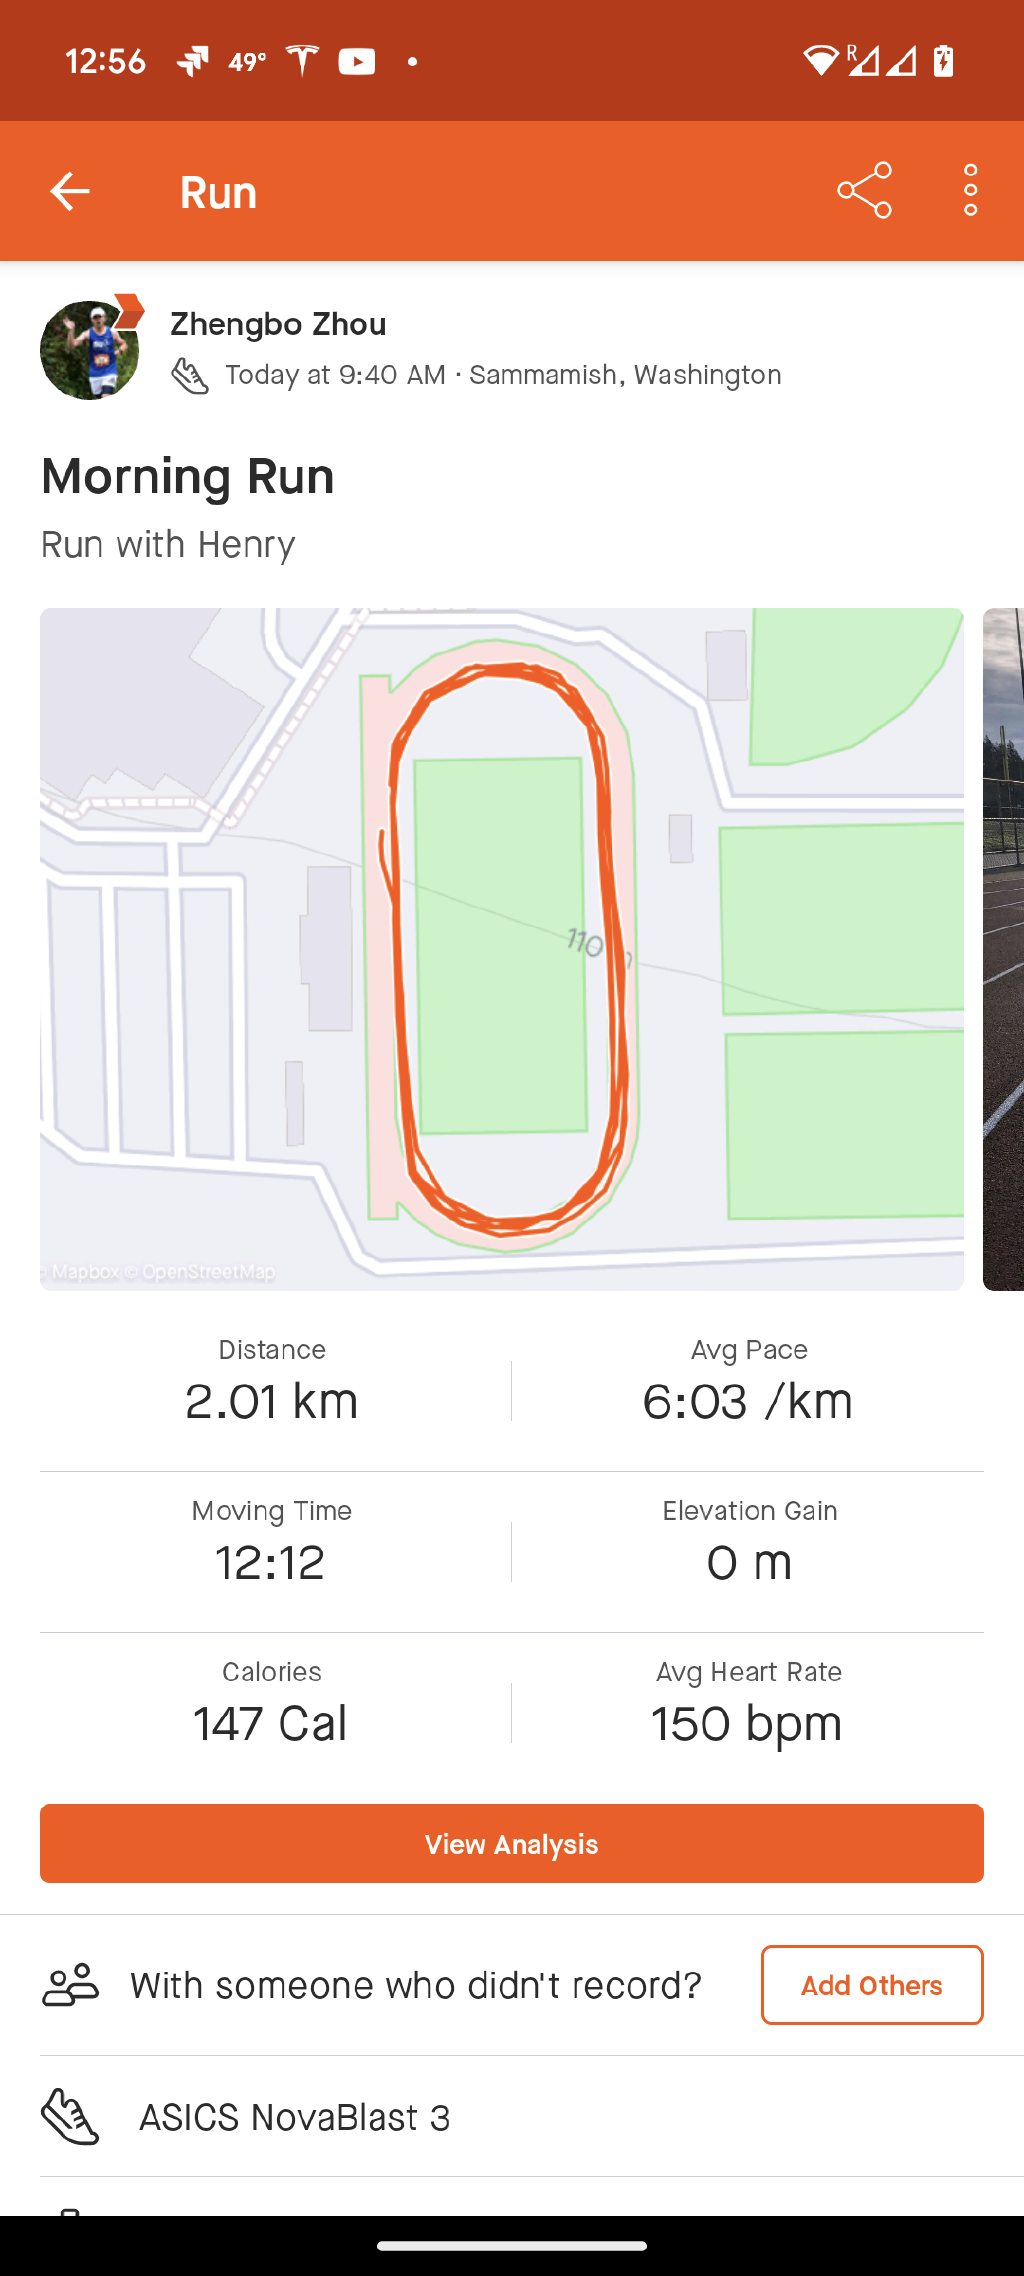 12:56 49°
R
Run
Zhengbo Zhou
Today at 9:40 AM · Sammamish, Washington
Morning Run
Run with Henry
110
Mapbox © OpenStreetMap
Distance
2.01 km
Avg Pace
6:03 /km
Moving Time
12:12
Elevation Gain
0 m
Calories
147 Cal
Avg Heart Rate
150 bpm
View Analysis
With someone who didn't record?
Add Others
ASICS NovaBlast 3